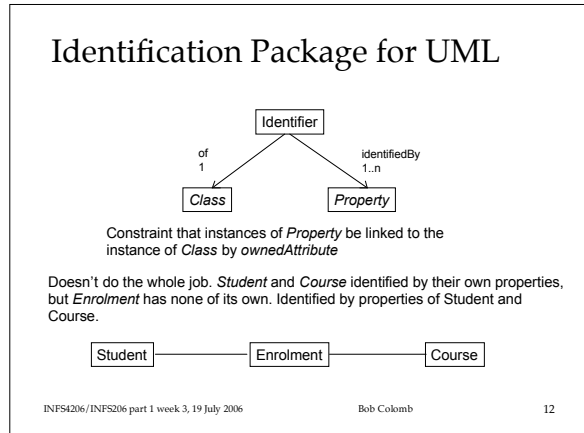 Identification Package for UML
Identifier
of
1
identifiedBy
1..n
Class
Property
Constraint that instances of Property be linked to the
instance of Class by ownedAttribute
Doesn't do the whole job. Student and Course identified by their own properties,
but Enrolment has none of its own. Identified by properties of Student and
Course.
Student
Enrolment
Course
INFS4206/INFS206 part 1 week 3, 19 July 2006
Bob Colomb
12